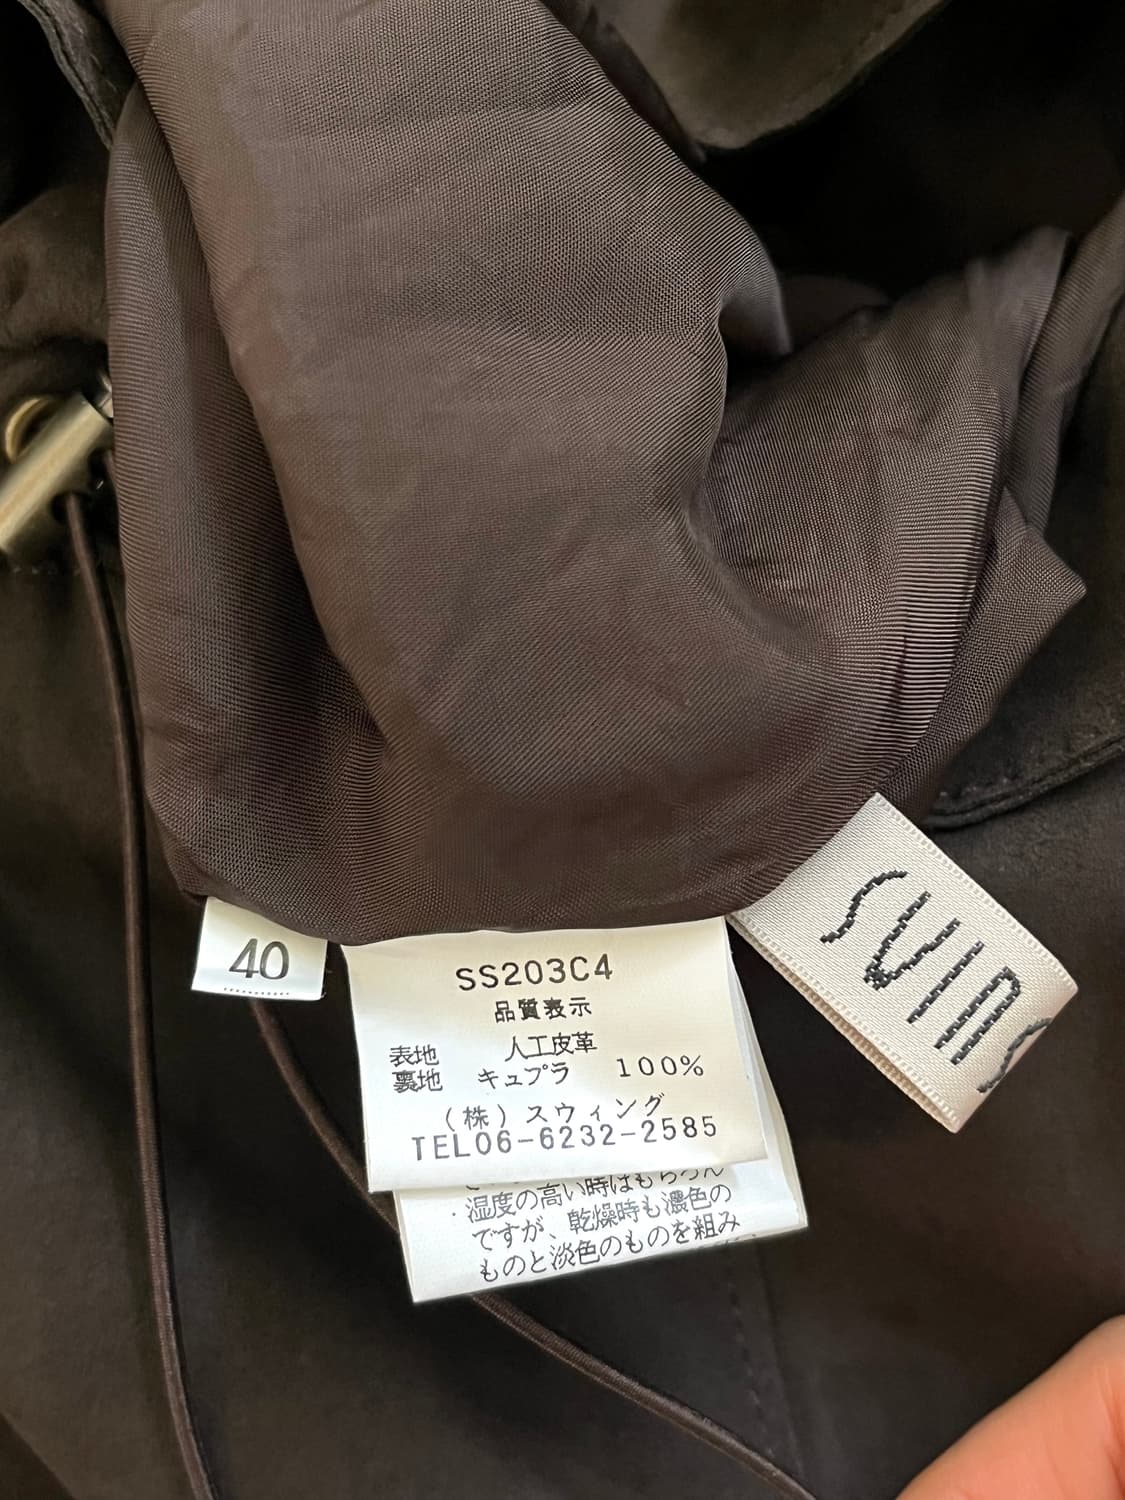 40
SS203C4
品質表示
表地 人工皮革
裏地 キュプラ 100%
(株)スウィング
TEL06-6232-2585
・湿度の高い時はもちろん
ですが、乾燥時も濃色の
ものと淡色のものを組み
SVING